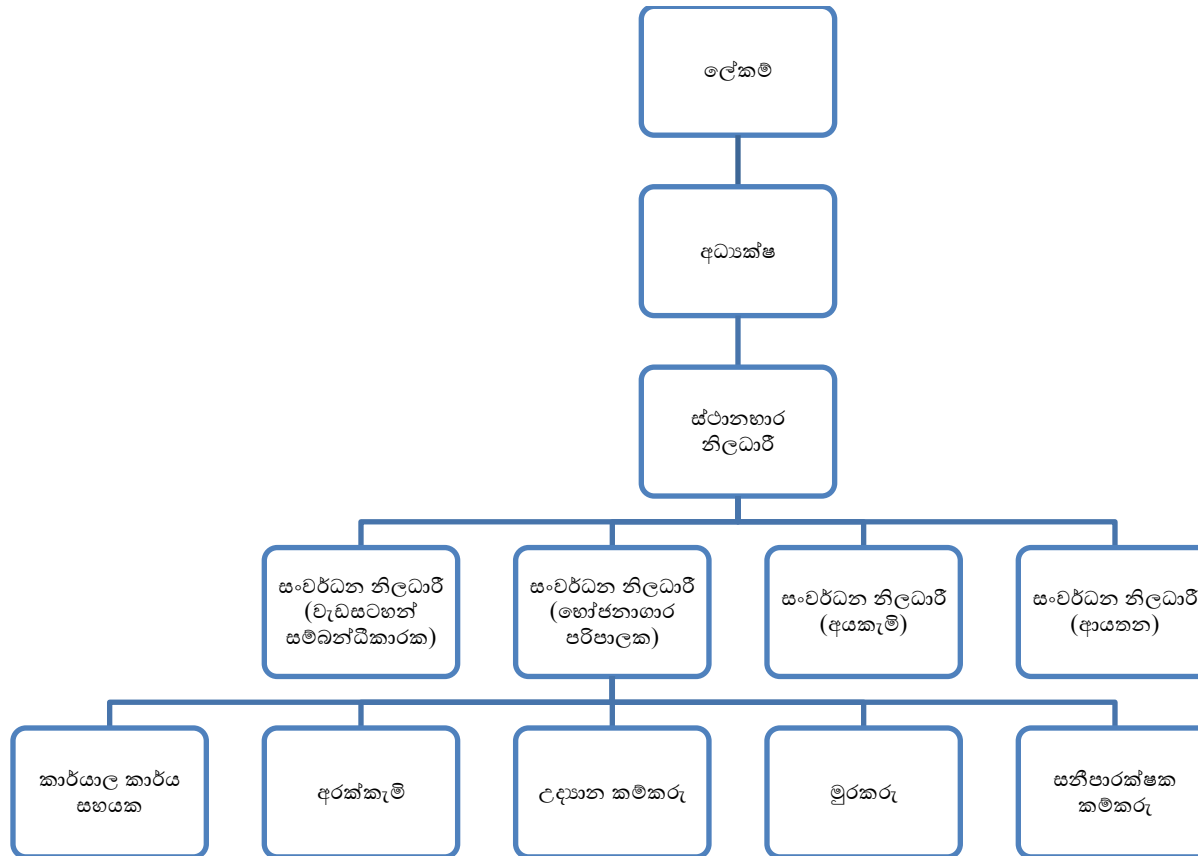 ලේකම්
අධ්‍යක්ෂ
ස්ථානභාර
නිලධාරී
සංවර්ධන නිලධාරී
(වැඩසටහන්
සම්බන්ධීකාරක)
සංවර්ධන නිලධාරී
(භෝජනාගාර
පරිපාලක)
සංවර්ධන නිලධාරී
(අයකැමි)
සංවර්ධන නිලධාරී
(ආයතන)
කාර්යාල කාර්ය
සහයක
අරක්කැමි
උද්‍යාන කම්කරු
මුරකරු
සනීපාරක්ෂක
කම්කරු